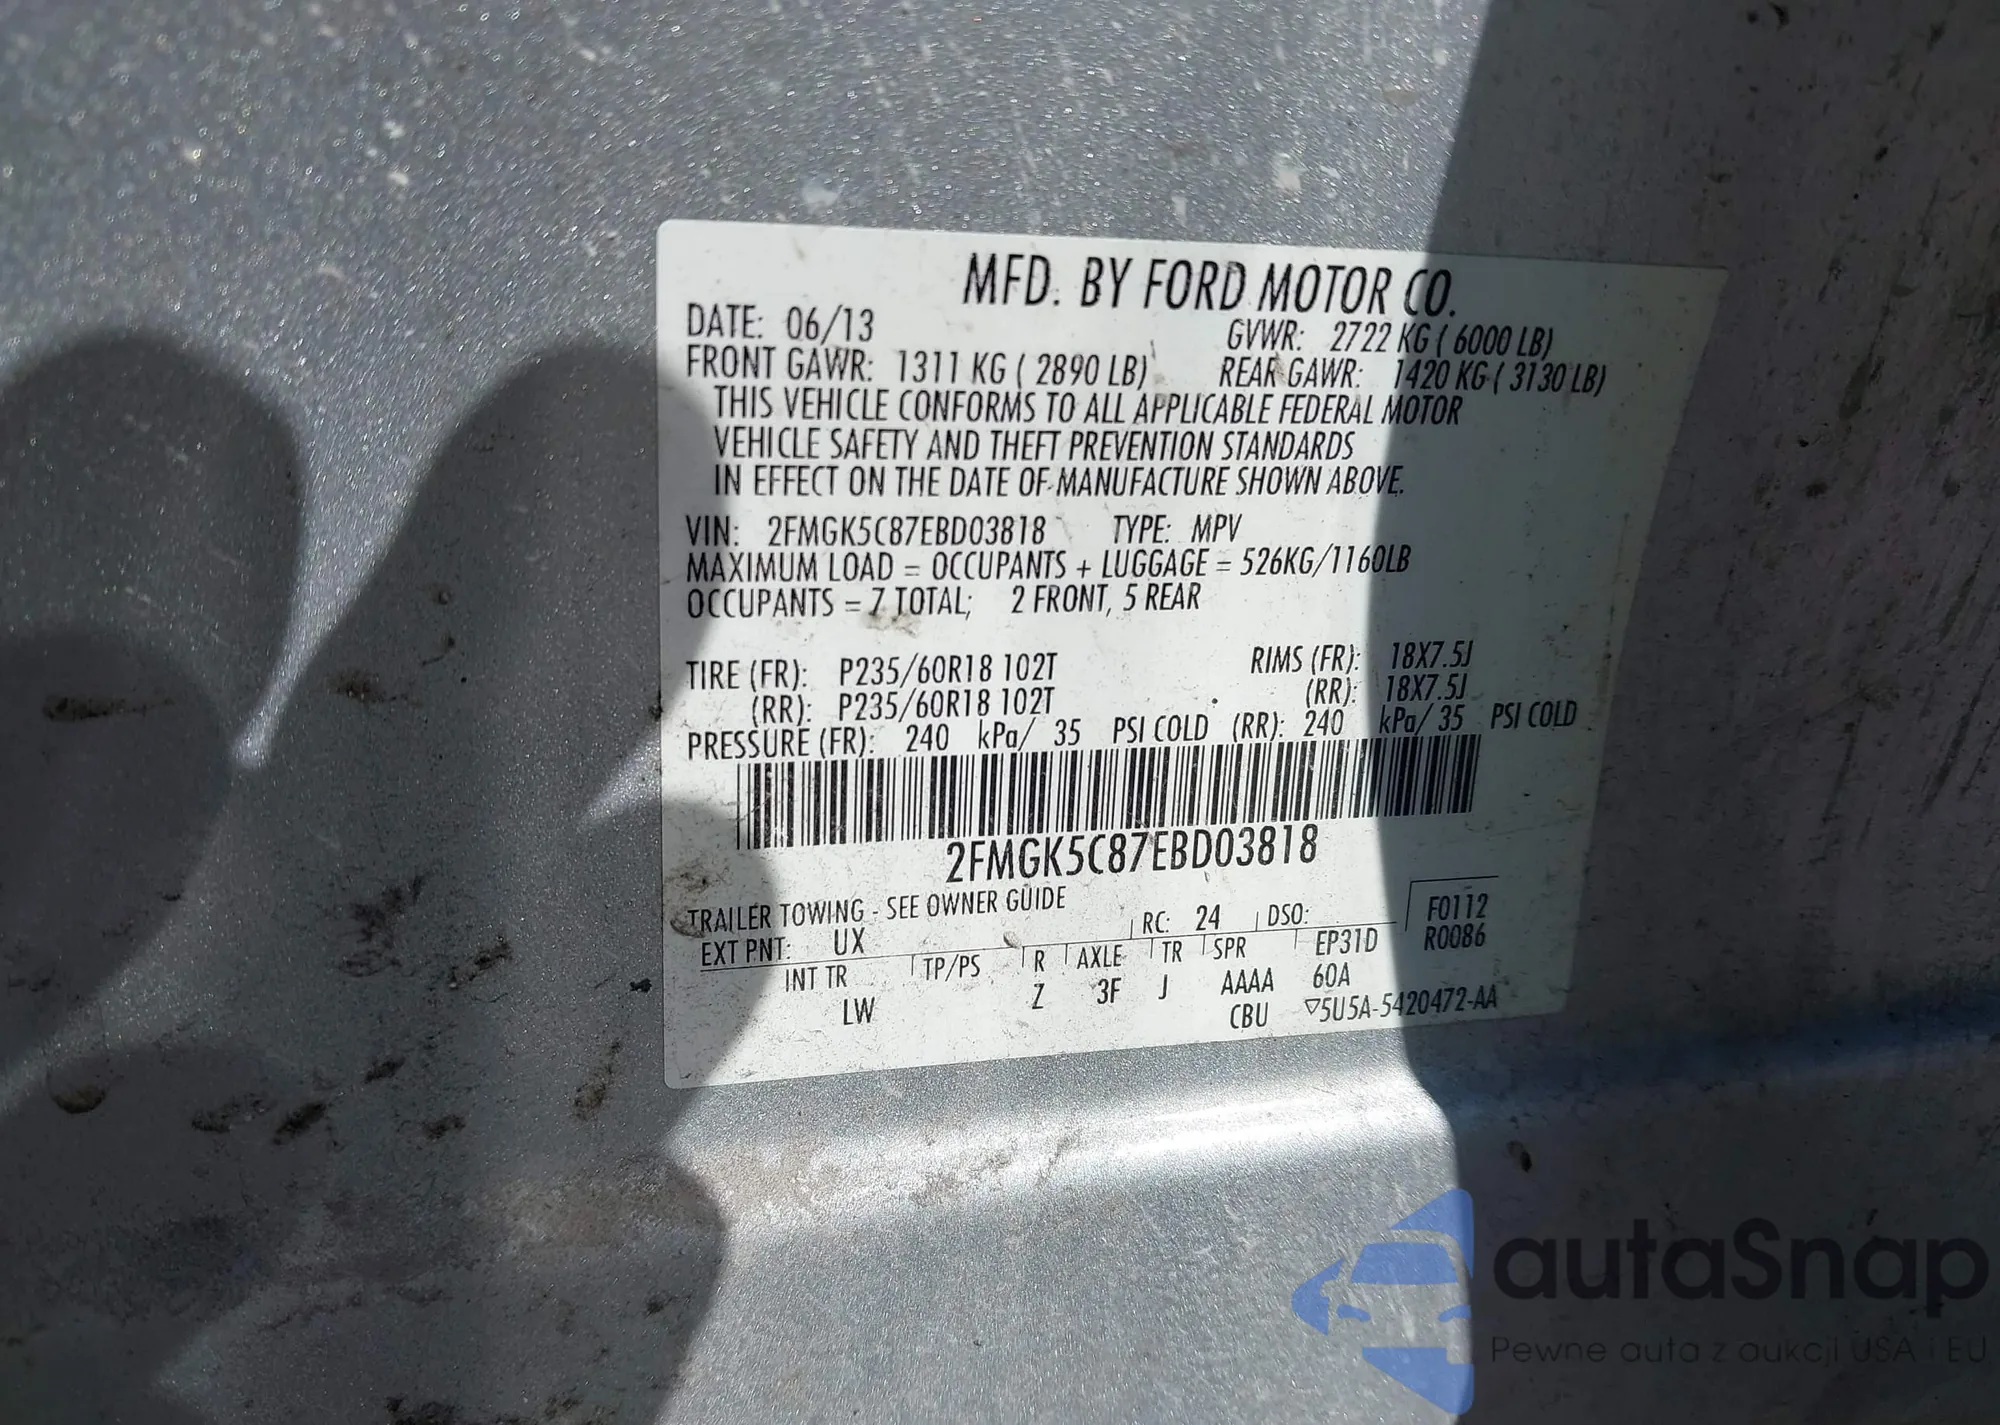 MFD. BY FORD MOTOR CO.
DATE: 06/13 GVWR: 2722 KG ( 6000 LB)
FRONT GAWR: 1311 KG ( 2890 LB) REAR GAWR: 1420 KG ( 3130 LB)
THIS VEHICLE CONFORMS TO ALL APPLICABLE FEDERAL MOTOR
VEHICLE SAFETY AND THEFT PREVENTION STANDARDS
IN EFFECT ON THE DATE OF MANUFACTURE SHOWN ABOVE.
VIN: 2FMGK5C87EBD03818 TYPE: MPV
MAXIMUM LOAD = OCCUPANTS + LUGGAGE = 526KG/1160LB
OCCUPANTS = 7 TOTAL; 2 FRONT, 5 REAR
TIRE (FR): P235/60R18 102T RIMS (FR): 18X7.5J
(RR): P235/60R18 102T (RR): 18X7.5J
PRESSURE (FR): 240 kPa/ 35 PSI COLD (RR): 240 kPa/ 35 PSI COLD
2FMGK5C87EBD03818
TRAILER TOWING - SEE OWNER GUIDE
EXT PNT: UX RC: 24 DSO: F0112
R0086
INT TR TP/PS R AXLE TR SPR EP31D
LW Z 3F J AAAA 60A
CBU ▽5U5A-5420472-AA
autaSnap
Pewne auta z aukcji USA i EU